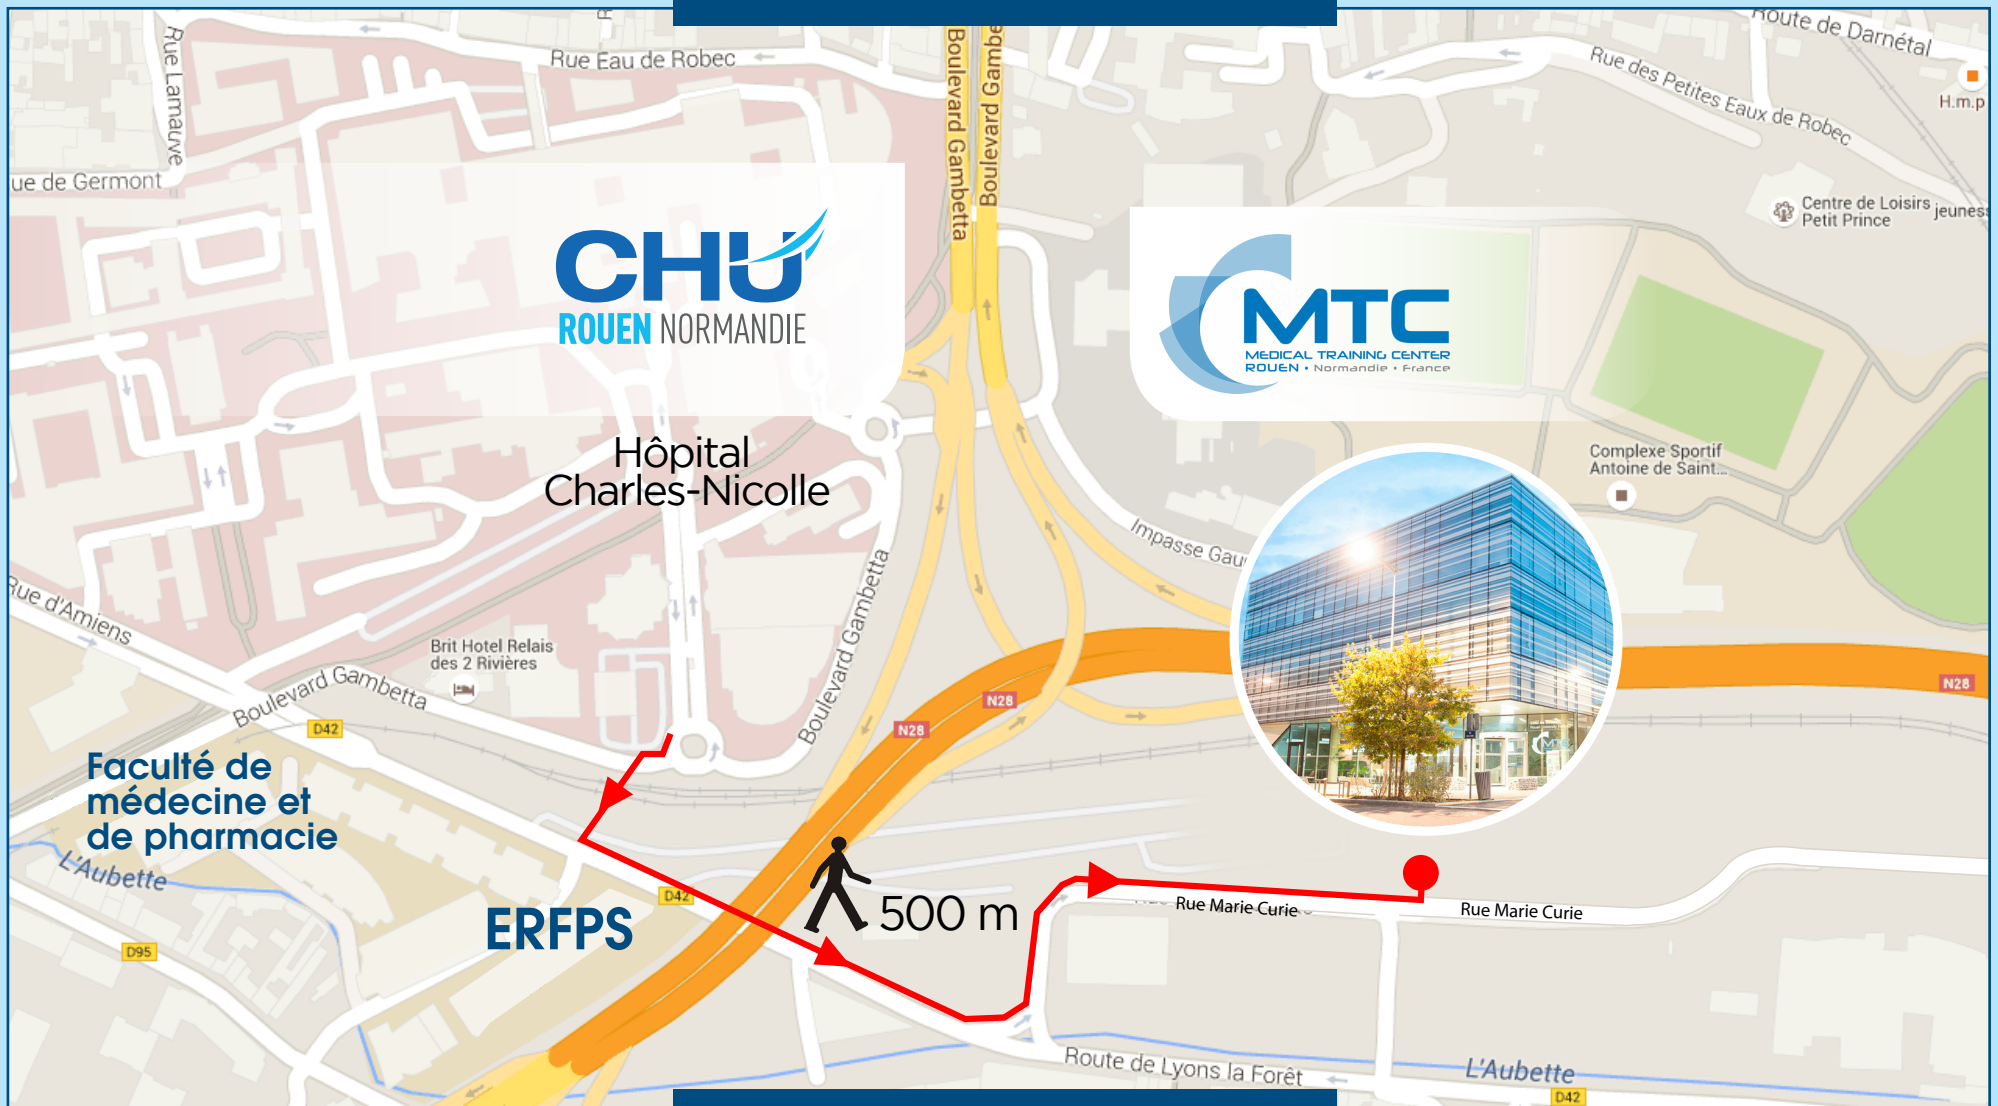 Route de Darnétal
Rue Lamauve
Rue Eau de Robec
Boulevard Gambetta
Boulevard Gambe
Rue des Petites Eaux de Robec
H.m.p
ue de Germont
Centre de Loisirs
Petit Prince
jeuness
CHU
ROUEN NORMANDIE
MTC
MEDICAL TRAINING CENTER
ROUEN • Normandie • France
Hôpital
Charles-Nicolle
Complexe Sportif
Antoine de Saint...
Impasse Gau
Rue d'Amiens
Brit Hotel Relais
des 2 Rivières
Boulevard Gambetta
Boulevard Gambetta
N28
N28
N28
D42
MTC
Faculté de
médecine et
de pharmacie
L'Aubette
D42
ERFPS
500 m
Rue Marie Curie
Rue Marie Curie
D95
Route de Lyons la Forêt
L'Aubette
D42